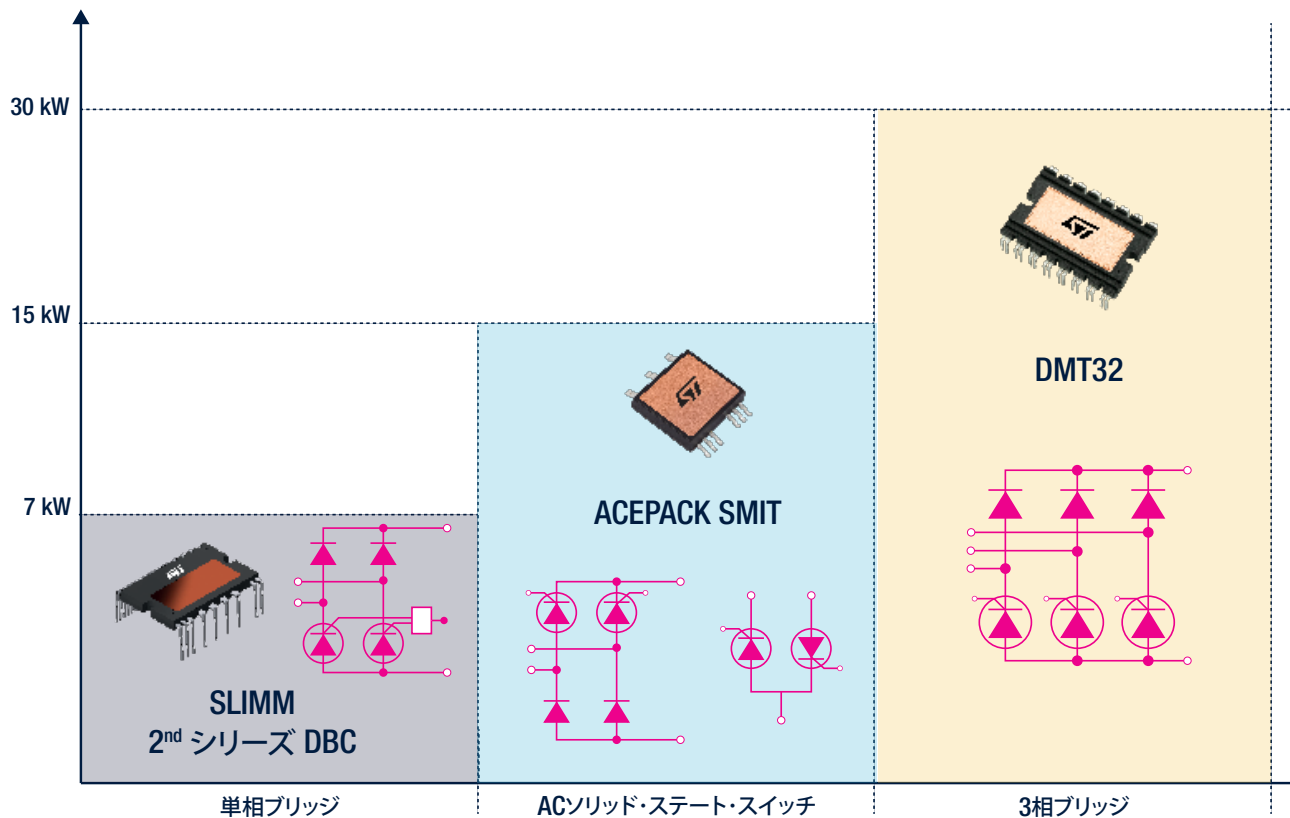 30 kW
15 kW
7 kW
DMT32
ACEPACK SMIT
SLIMM
2nd シリーズ DBC
単相ブリッジ
ACソリッド・ステート・スイッチ
3相ブリッジ